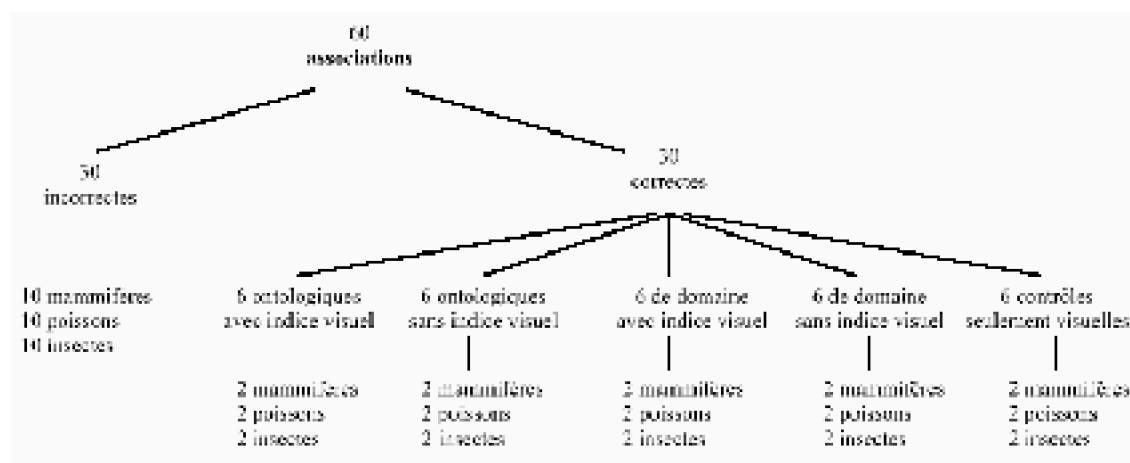 60
associations
30
incorrectes
30
correctes
10 mammifères
10 poissons
10 insectes
6 ontologiques
avec indice visuel
6 ontologiques
sans indice visuel
6 de domaine
avec indice visuel
6 de domaine
sans indice visuel
6 contrôles
seulement visuelles
2 mammifères
2 poissons
2 insectes
2 mammifères
2 poissons
2 insectes
2 mammifères
2 poissons
2 insectes
2 mammifères
2 poissons
2 insectes
2 mammifères
2 poissons
2 insectes